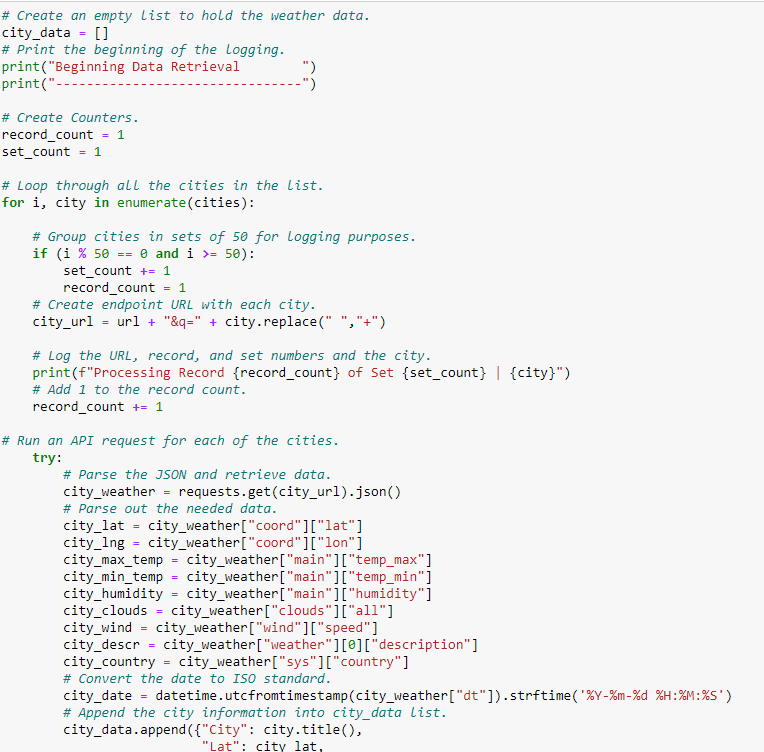 # Create an empty list to hold the weather data.
city_data = []
# Print the beginning of the logging.
print("Beginning Data Retrieval        ")
print("--------------------------------")

# Create Counters.
record_count = 1
set_count = 1

# Loop through all the cities in the list.
for i, city in enumerate(cities):

    # Group cities in sets of 50 for logging purposes.
    if (i % 50 == 0 and i >= 50):
        set_count += 1
        record_count = 1
    # Create endpoint URL with each city.
    city_url = url + "&q=" + city.replace(" ","+")

    # Log the URL, record, and set numbers and the city.
    print(f"Processing Record {record_count} of Set {set_count} | {city}")
    # Add 1 to the record count.
    record_count += 1

# Run an API request for each of the cities.
    try:
        # Parse the JSON and retrieve data.
        city_weather = requests.get(city_url).json()
        # Parse out the needed data.
        city_lat = city_weather["coord"]["lat"]
        city_lng = city_weather["coord"]["lon"]
        city_max_temp = city_weather["main"]["temp_max"]
        city_min_temp = city_weather["main"]["temp_min"]
        city_humidity = city_weather["main"]["humidity"]
        city_clouds = city_weather["clouds"]["all"]
        city_wind = city_weather["wind"]["speed"]
        city_descr = city_weather["weather"][0]["description"]
        city_country = city_weather["sys"]["country"]
        # Convert the date to ISO standard.
        city_date = datetime.utcfromtimestamp(city_weather["dt"]).strftime('%Y-%m-%d %H:%M:%S')
        # Append the city information into city_data list.
        city_data.append({"City": city.title(),
                          "Lat": city_lat,